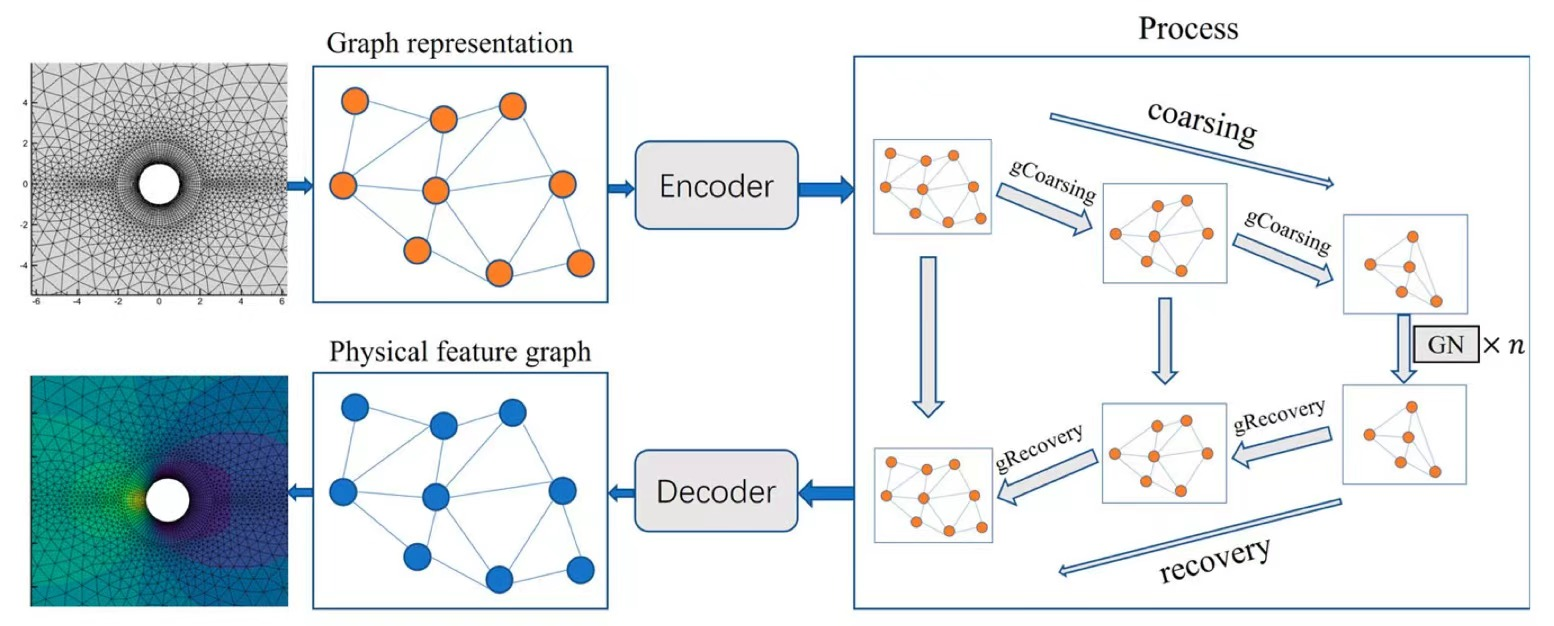 Graph representation
Process
4
2
0
-2
-4
-6 -4 -2 0 2 4 6
Encoder
coarsing
gCoarsing
gCoarsing
GN × n
Physical feature graph
Decoder
gRecovery
gRecovery
recovery